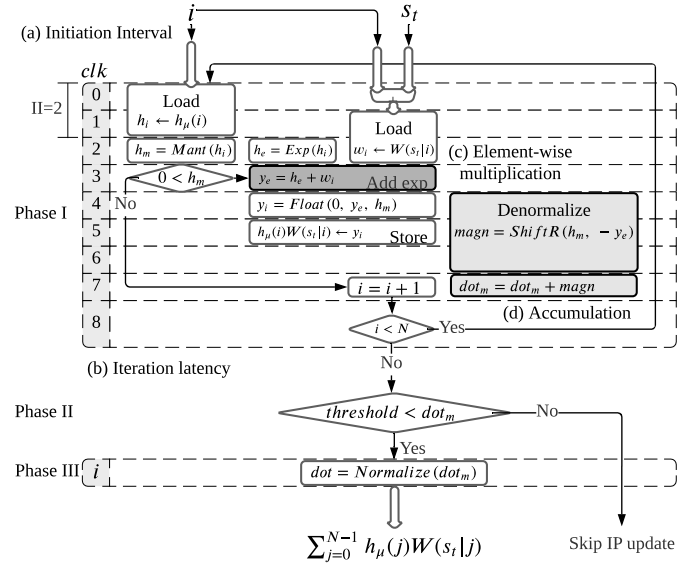 i
s_t
(a) Initiation Interval
clk
0
II=2
Load
h_i ← h_μ(i)
1
Load
w_i ← W(s_t|i)
2
h_m = Mant(h_i)
h_e = Exp(h_i)
(c) Element-wise
multiplication
3
0 < h_m
y_e = h_e + w_i
Add exp
No
Phase I
4
y_i = Float(0, y_e, h_m)
Denormalize
magn = ShiftR(h_m, − y_e)
5
h_μ(i)W(s_t|i) ← y_i
Store
6
7
i = i + 1
dot_m = dot_m + magn
(d) Accumulation
8
i < N
Yes
No
(b) Iteration latency
Phase II
threshold < dot_m
No
Yes
Phase III
i
dot = Normalize(dot_m)
∑_{j=0}^{N−1} h_μ(j)W(s_t|j)
Skip IP update